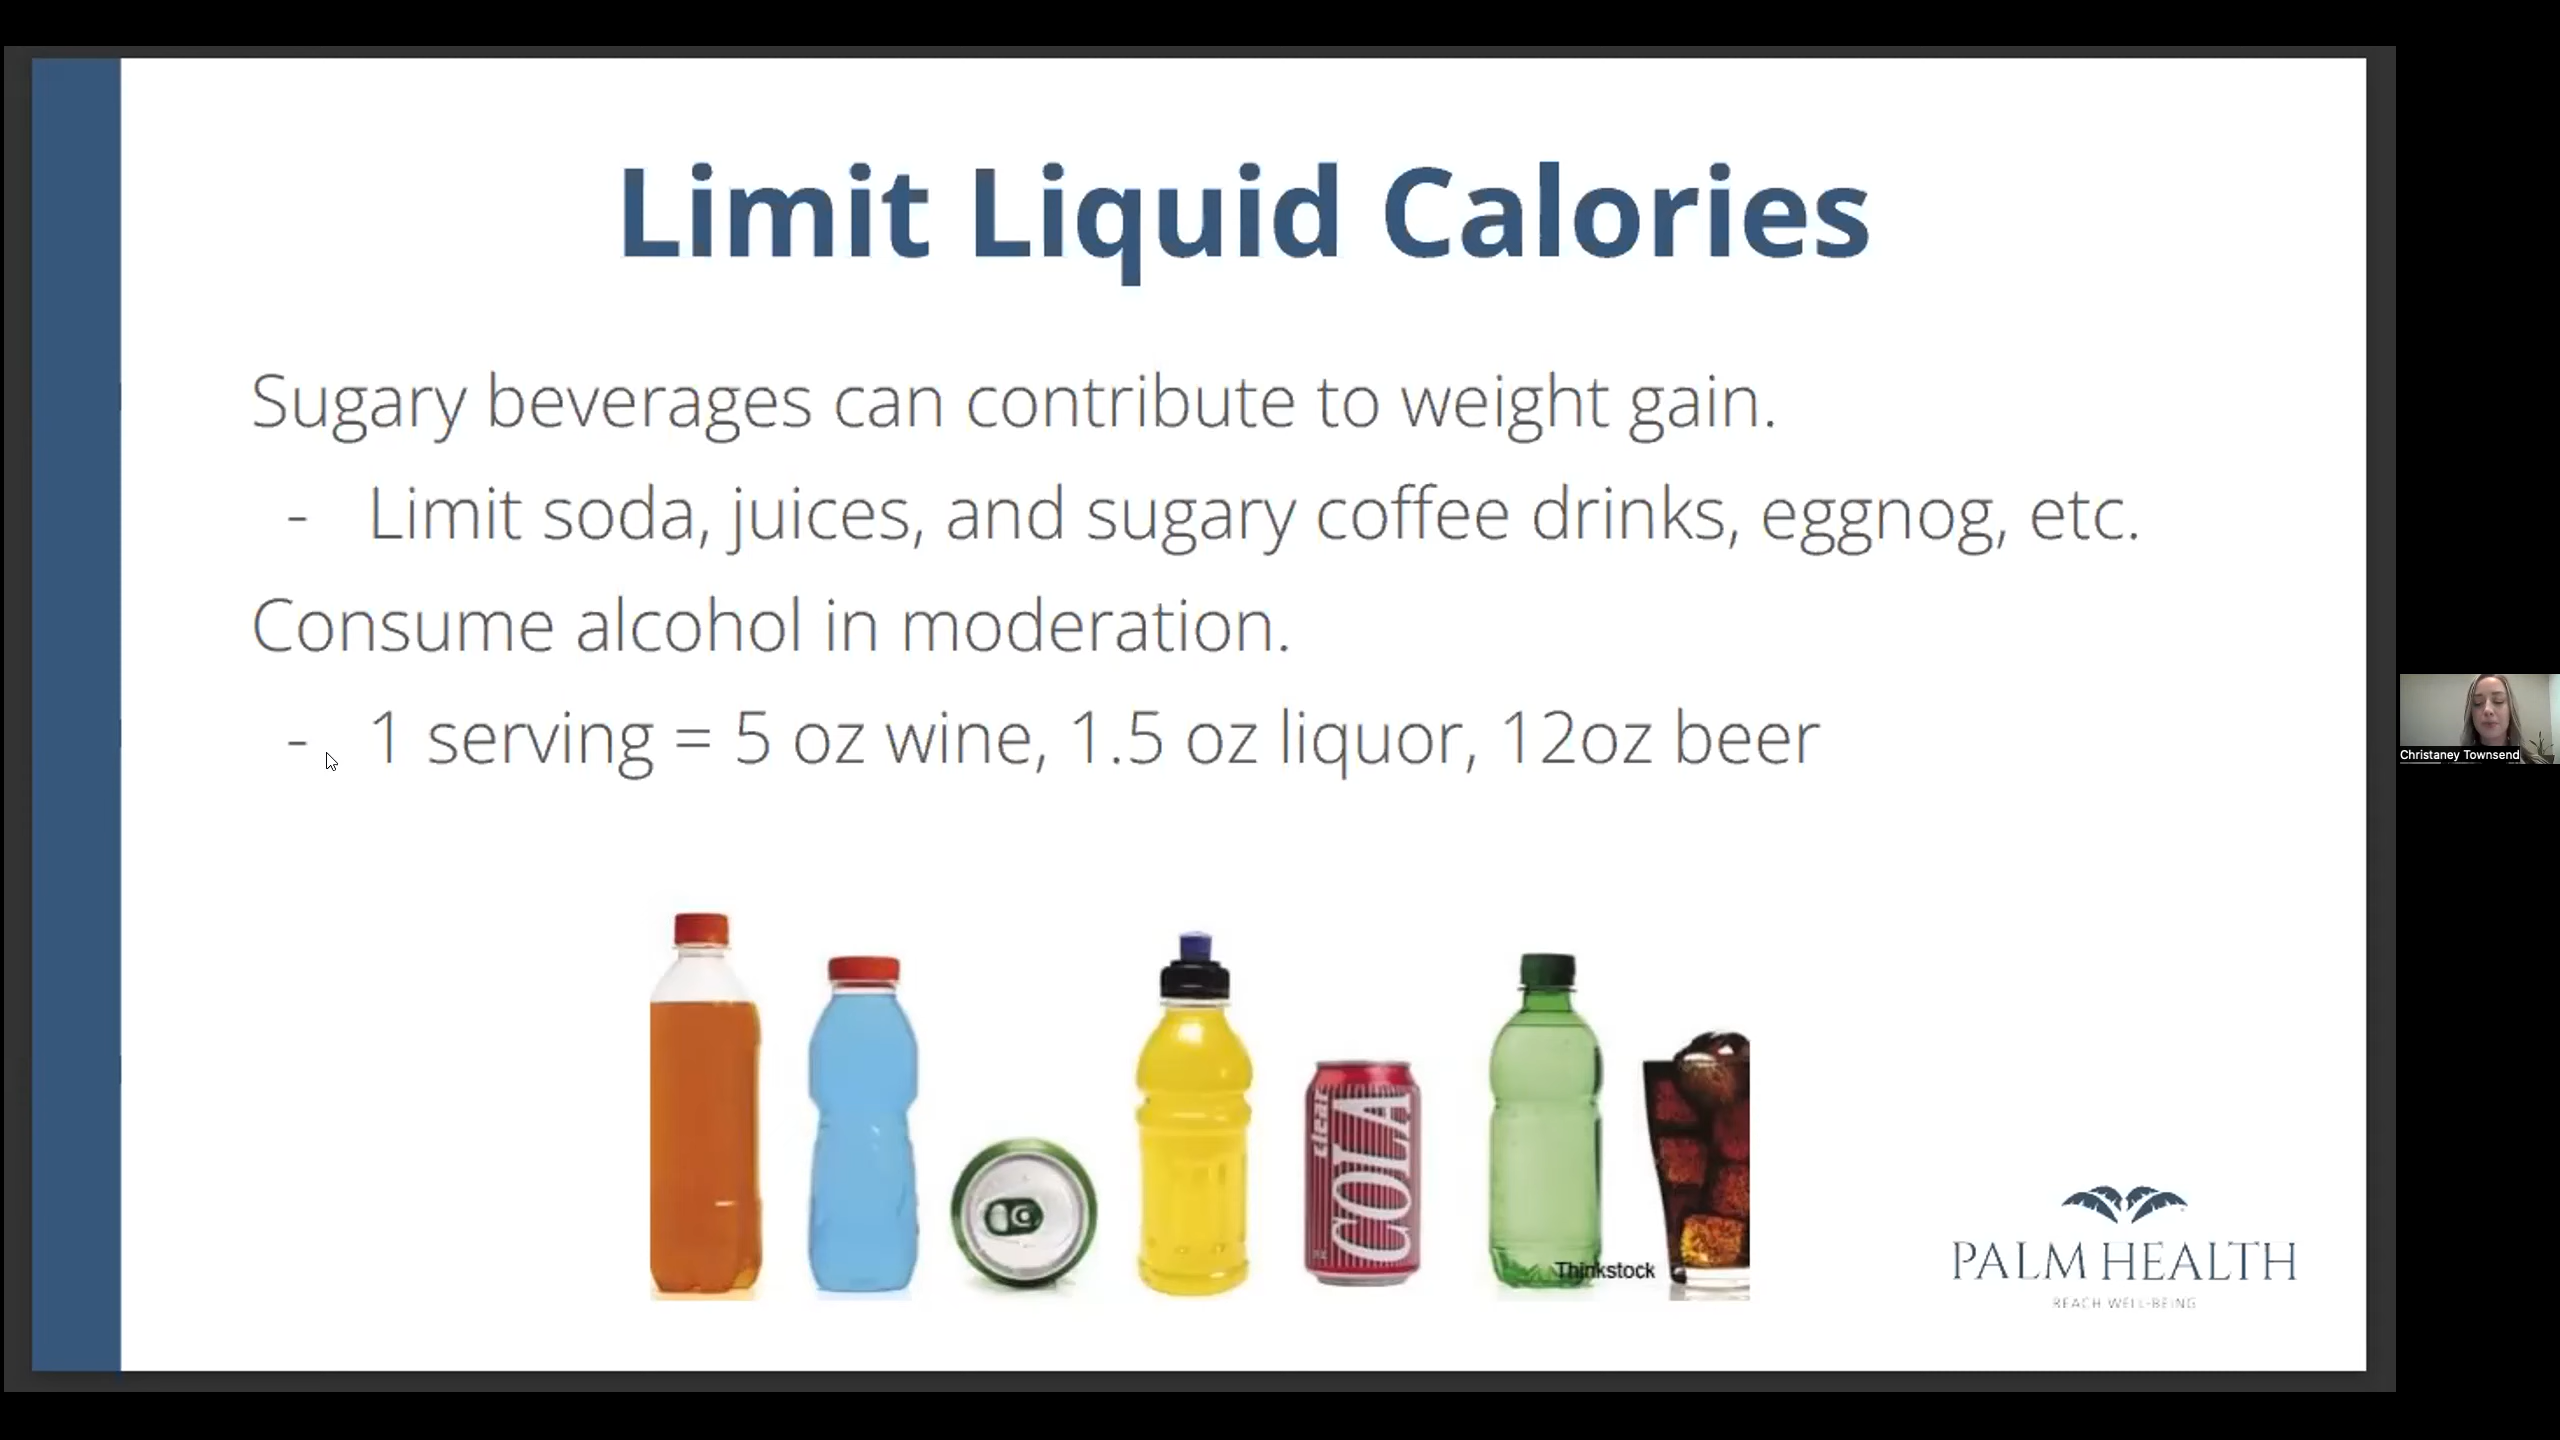 Limit Liquid Calories
Sugary beverages can contribute to weight gain.
- Limit soda, juices, and sugary coffee drinks, eggnog, etc.
Consume alcohol in moderation.
- 1 serving = 5 oz wine, 1.5 oz liquor, 12oz beer
Christaney Townsend
clear
COLA
Thinkstock
PALM HEALTH
REACH WELL-BEING